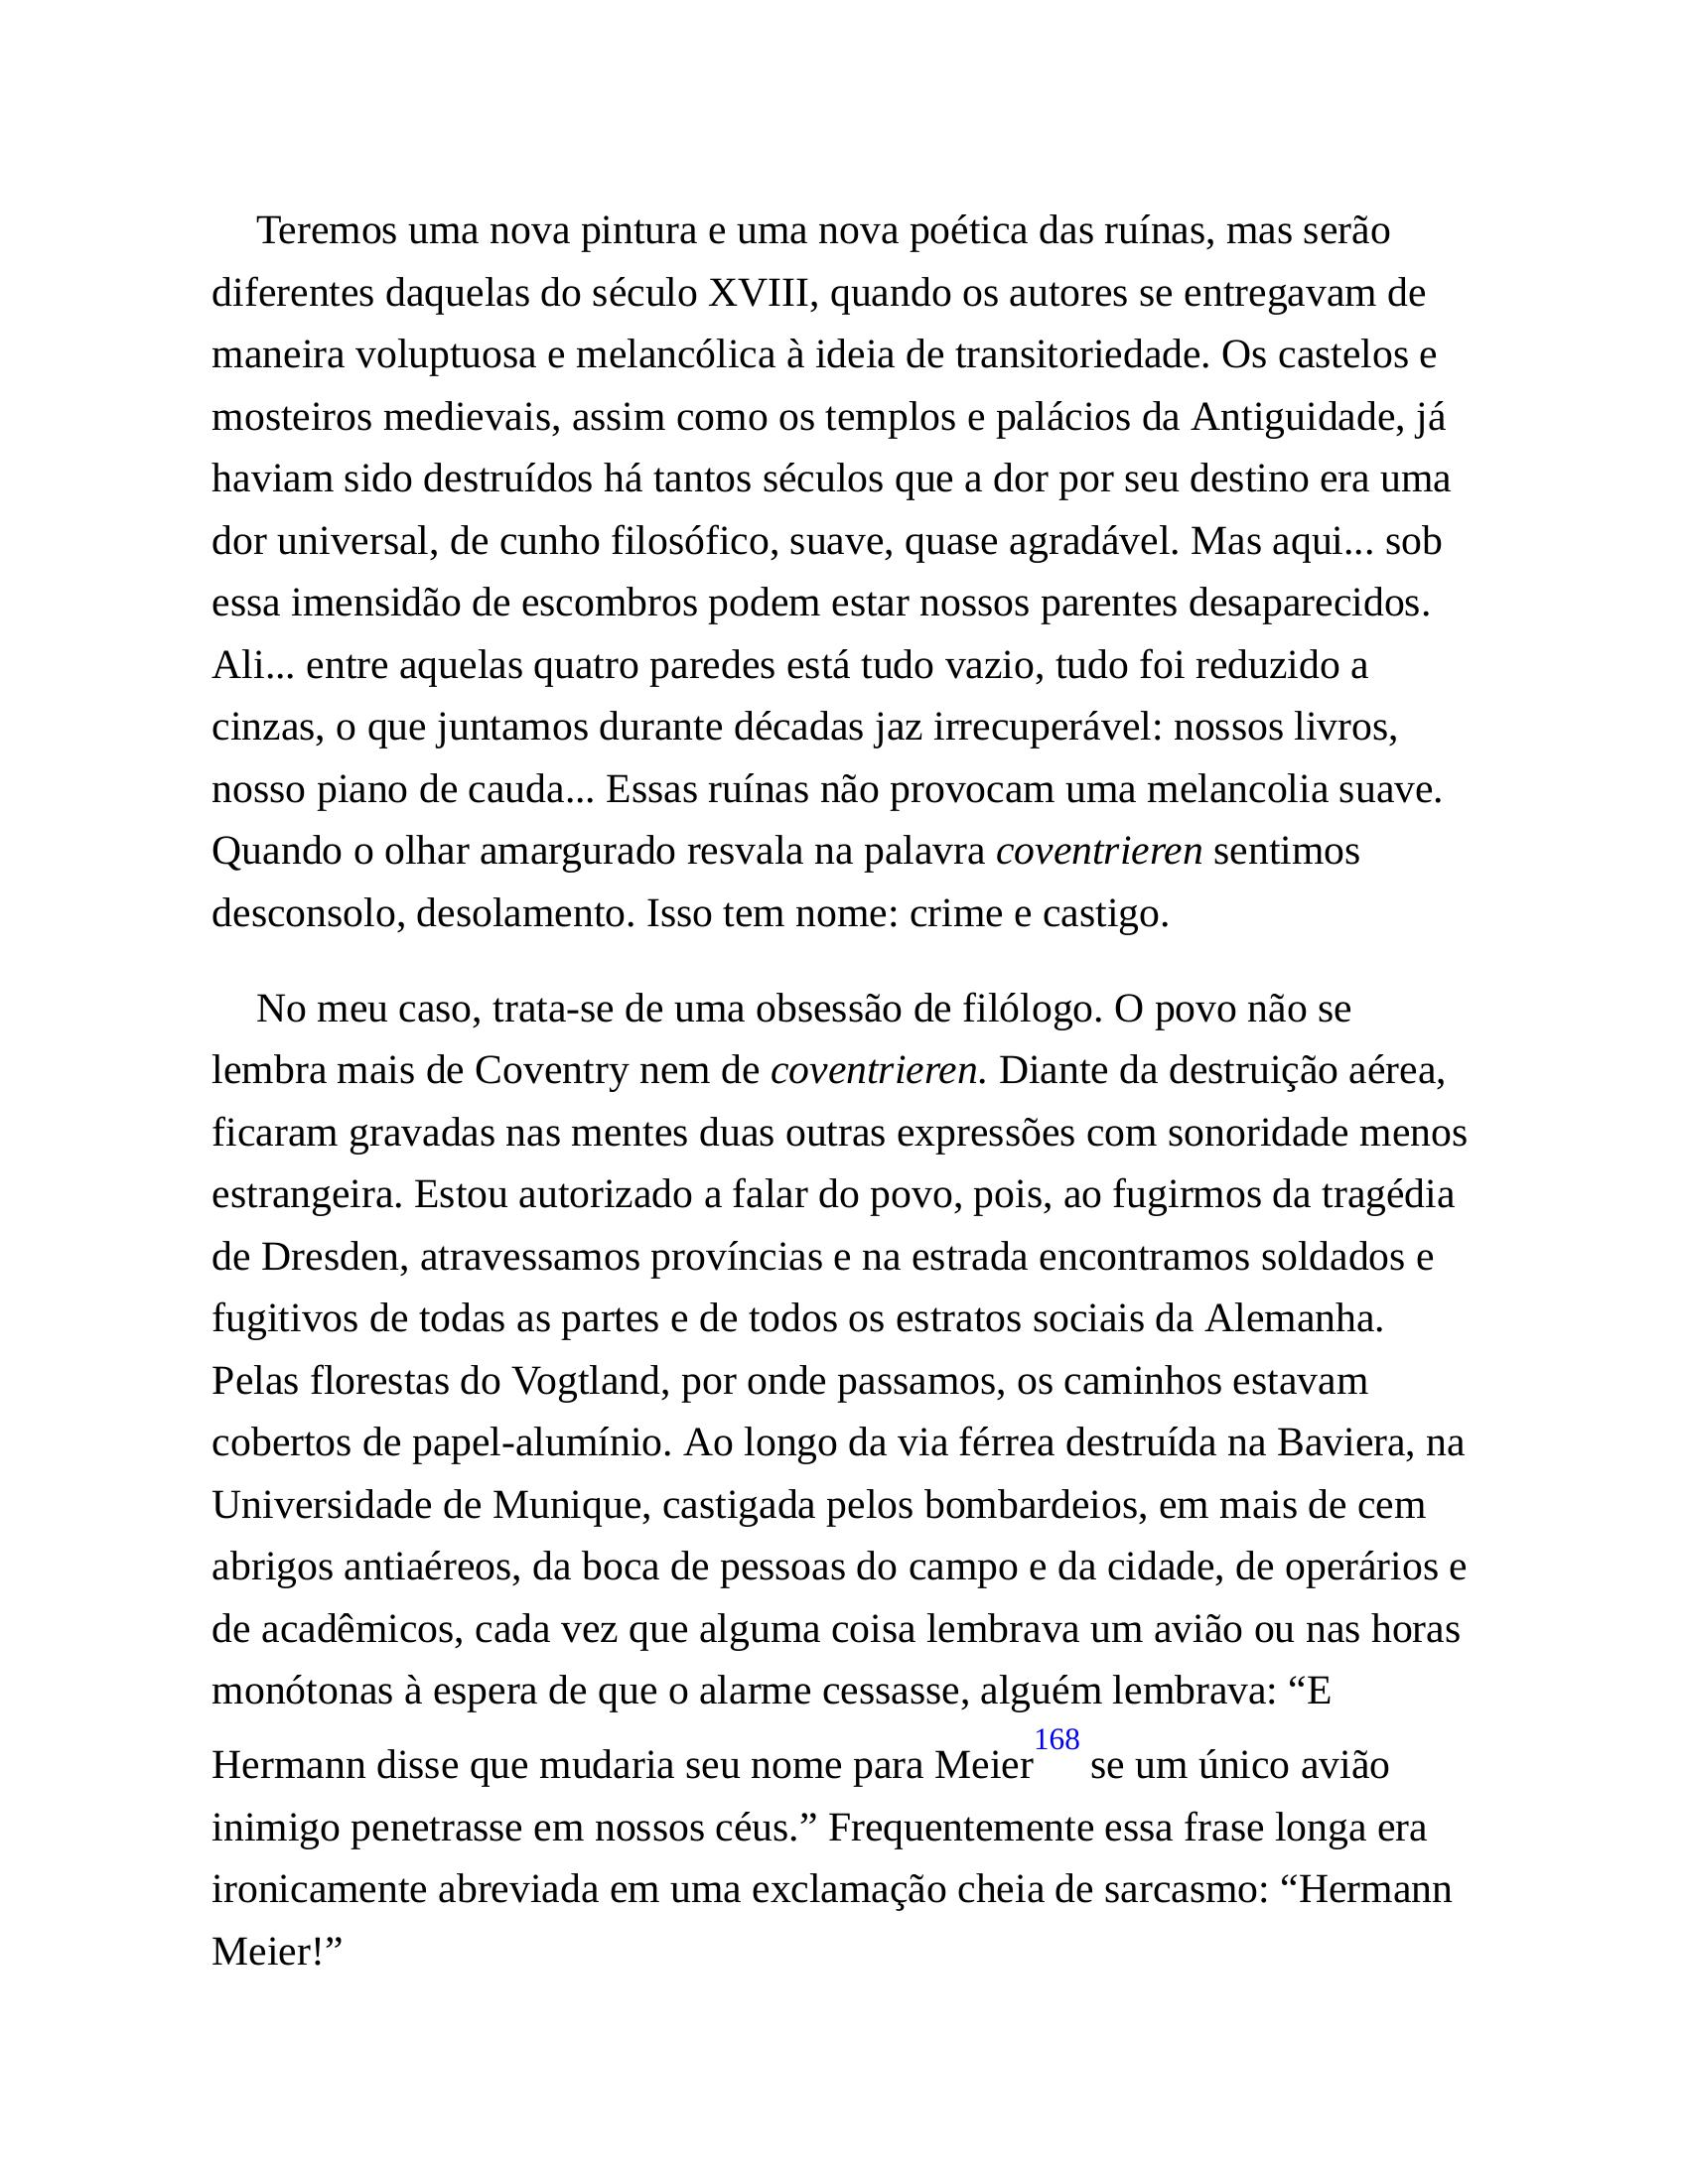 Teremos uma nova pintura e uma nova poética das ruínas, mas serão
diferentes daquelas do século XVIII, quando os autores se entregavam de
maneira voluptuosa e melancólica à ideia de transitoriedade. Os castelos e
mosteiros medievais, assim como os templos e palácios da Antiguidade, já
haviam sido destruídos há tantos séculos que a dor por seu destino era uma
dor universal, de cunho filosófico, suave, quase agradável. Mas aqui... sob
essa imensidão de escombros podem estar nossos parentes desaparecidos.
Ali... entre aquelas quatro paredes está tudo vazio, tudo foi reduzido a
cinzas, o que juntamos durante décadas jaz irrecuperável: nossos livros,
nosso piano de cauda... Essas ruínas não provocam uma melancolia suave.
Quando o olhar amargurado resvala na palavra coventrieren sentimos
desconsolo, desolamento. Isso tem nome: crime e castigo.
No meu caso, trata-se de uma obsessão de filólogo. O povo não se
lembra mais de Coventry nem de coventrieren. Diante da destruição aérea,
ficaram gravadas nas mentes duas outras expressões com sonoridade menos
estrangeira. Estou autorizado a falar do povo, pois, ao fugirmos da tragédia
de Dresden, atravessamos províncias e na estrada encontramos soldados e
fugitivos de todas as partes e de todos os estratos sociais da Alemanha.
Pelas florestas do Vogtland, por onde passamos, os caminhos estavam
cobertos de papel-alumínio. Ao longo da via férrea destruída na Baviera, na
Universidade de Munique, castigada pelos bombardeios, em mais de cem
abrigos antiaéreos, da boca de pessoas do campo e da cidade, de operários e
de acadêmicos, cada vez que alguma coisa lembrava um avião ou nas horas
monótonas à espera de que o alarme cessasse, alguém lembrava: “E
Hermann disse que mudaria seu nome para Meier168 se um único avião
inimigo penetrasse em nossos céus.” Frequentemente essa frase longa era
ironicamente abreviada em uma exclamação cheia de sarcasmo: “Hermann
Meier!”